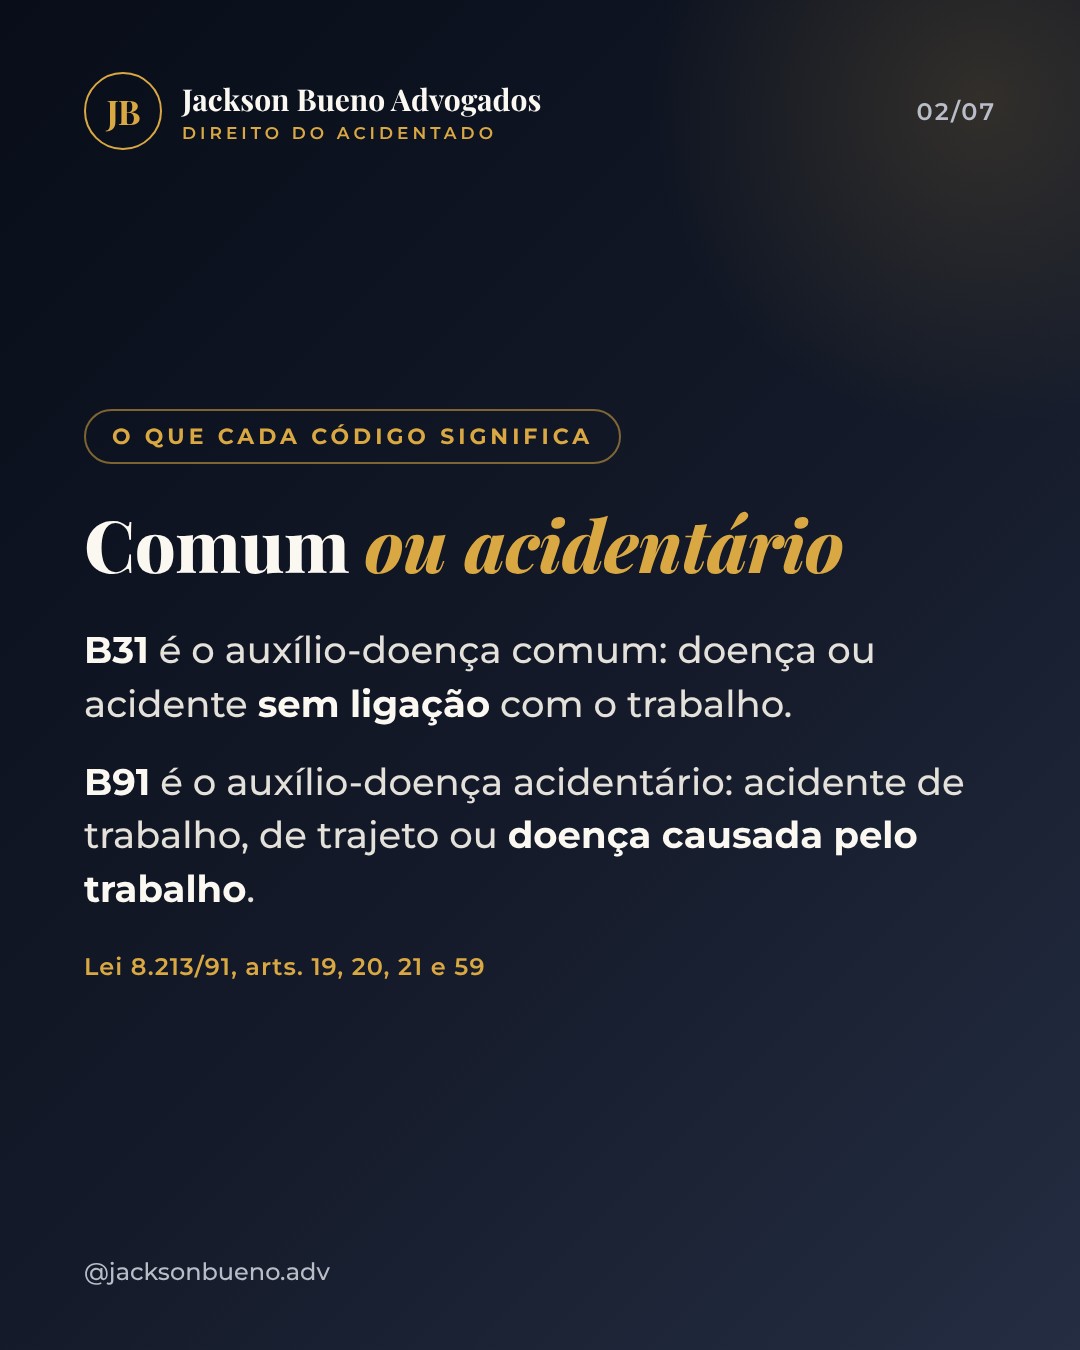 JB
Jackson Bueno Advogados
DIREITO DO ACIDENTADO
02/07
O QUE CADA CÓDIGO SIGNIFICA
Comum ou acidentário
B31 é o auxílio-doença comum: doença ou
acidente sem ligação com o trabalho.
B91 é o auxílio-doença acidentário: acidente de
trabalho, de trajeto ou doença causada pelo
trabalho.
Lei 8.213/91, arts. 19, 20, 21 e 59
@jacksonbueno.adv